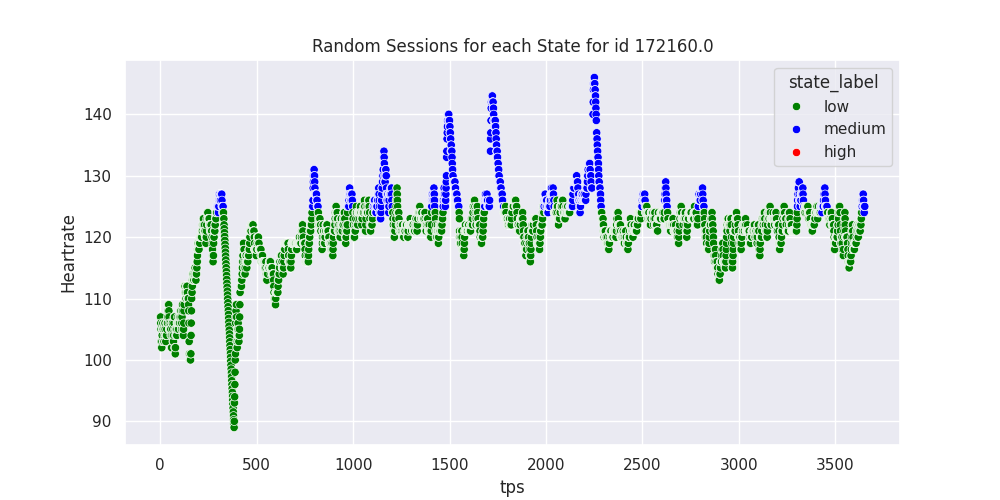 Random Sessions for each State for id 172160.0
state_label
low
medium
high
Heartrate
140
130
120
110
100
90
0 500 1000 1500 2000 2500 3000 3500
tps